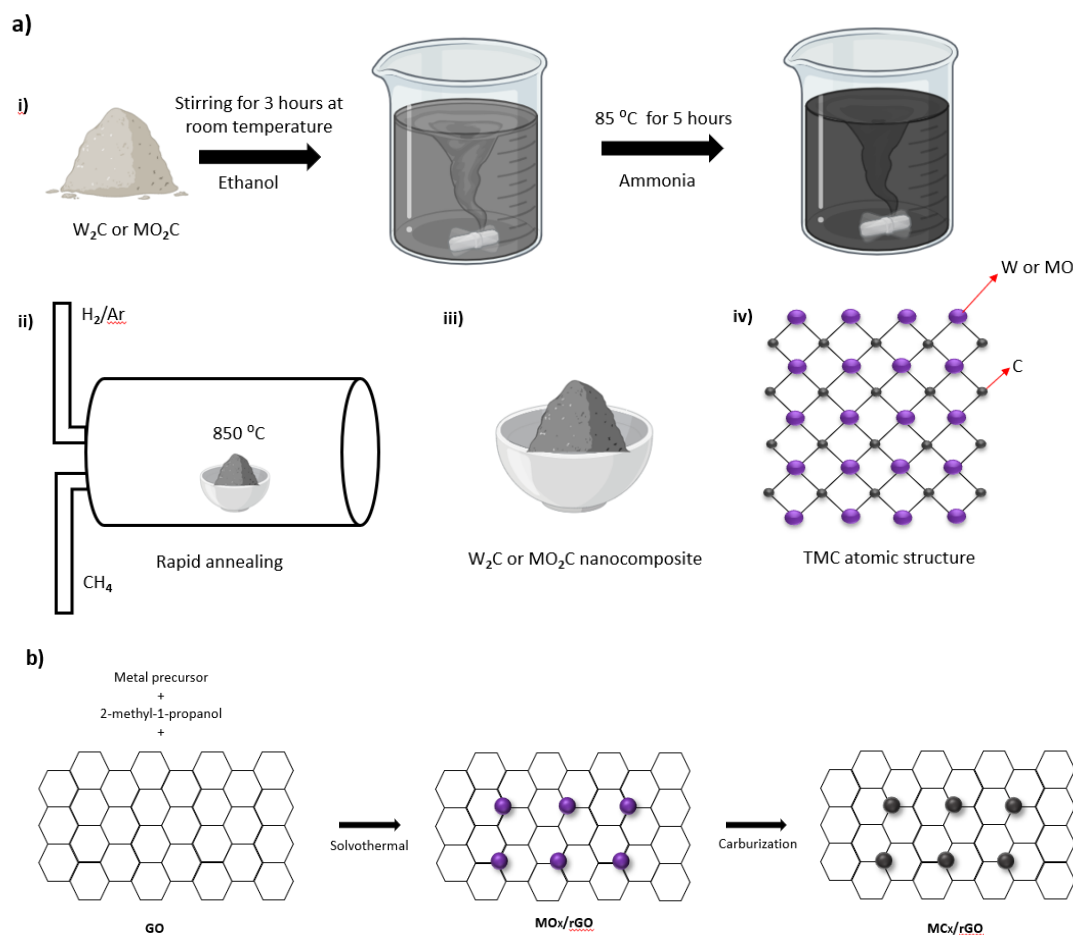 a)
i)
Stirring for 3 hours at
room temperature
Ethanol
85 ⁰C for 5 hours
Ammonia
W₂C or MO₂C
ii)
H₂/Ar
850 ⁰C
Rapid annealing
CH₄
iii)
W₂C or MO₂C nanocomposite
iv)
W or MO
C
TMC atomic structure
b)
Metal precursor
+
2-methyl-1-propanol
+
Solvothermal
Carburization
GO
MOx/rGO
MCx/rGO